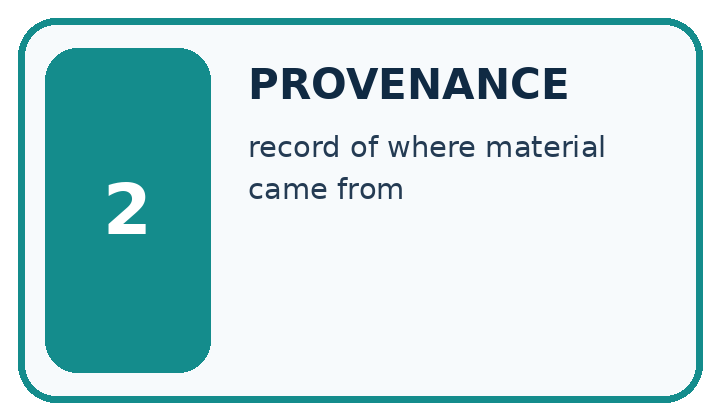 2
PROVENANCE
record of where material
came from